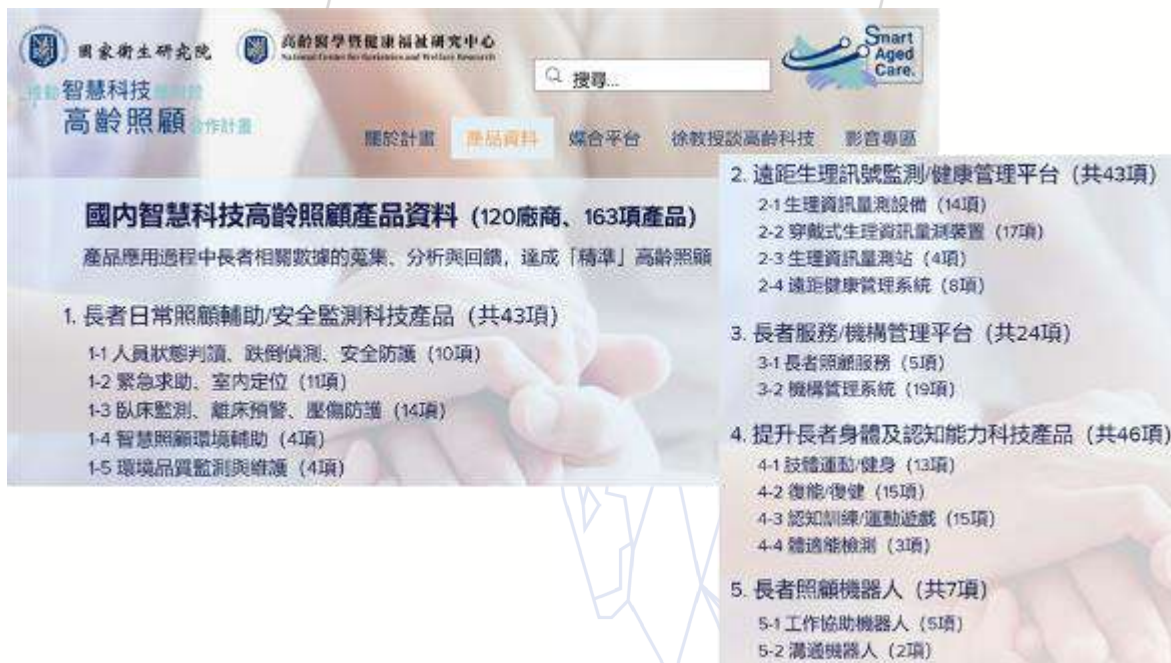 國家衛生研究院
高齡醫學暨健康福祉研究中心
National Center for Geriatrics and Welfare Research
Smart
Aged
Care.
搜尋...
智慧科技
高齡照顧合作計畫
關於計畫
產品資料
媒合平台
徐教授談高齡科技
影音專區
國內智慧科技高齡照顧產品資料（120廠商、163項產品）
產品應用過程中長者相關數據的蒐集、分析與回饋，達成「精準」高齡照顧
1. 長者日常照顧輔助/安全監測科技產品（共43項）
1-1 人員狀態判讀、跌倒偵測、安全防護（10項）
1-2 緊急求助、室內定位（11項）
1-3 臥床監測、離床預警、壓傷防護（14項）
1-4 智慧照顧環境輔助（4項）
1-5 環境品質監測與維護（4項）
2. 遠距生理訊號監測/健康管理平台（共43項）
2-1 生理資訊量測設備（14項）
2-2 穿戴式生理資訊量測裝置（17項）
2-3 生理資訊量測站（4項）
2-4 遠距健康管理系統（8項）
3. 長者服務/機構管理平台（共24項）
3-1 長者照顧服務（5項）
3-2 機構管理系統（19項）
4. 提升長者身體及認知能力科技產品（共46項）
4-1 肢體運動/健身（13項）
4-2 復能/復健（15項）
4-3 認知訓練/運動遊戲（15項）
4-4 體適能檢測（3項）
5. 長者照顧機器人（共7項）
5-1 工作協助機器人（5項）
5-2 溝通機器人（2項）